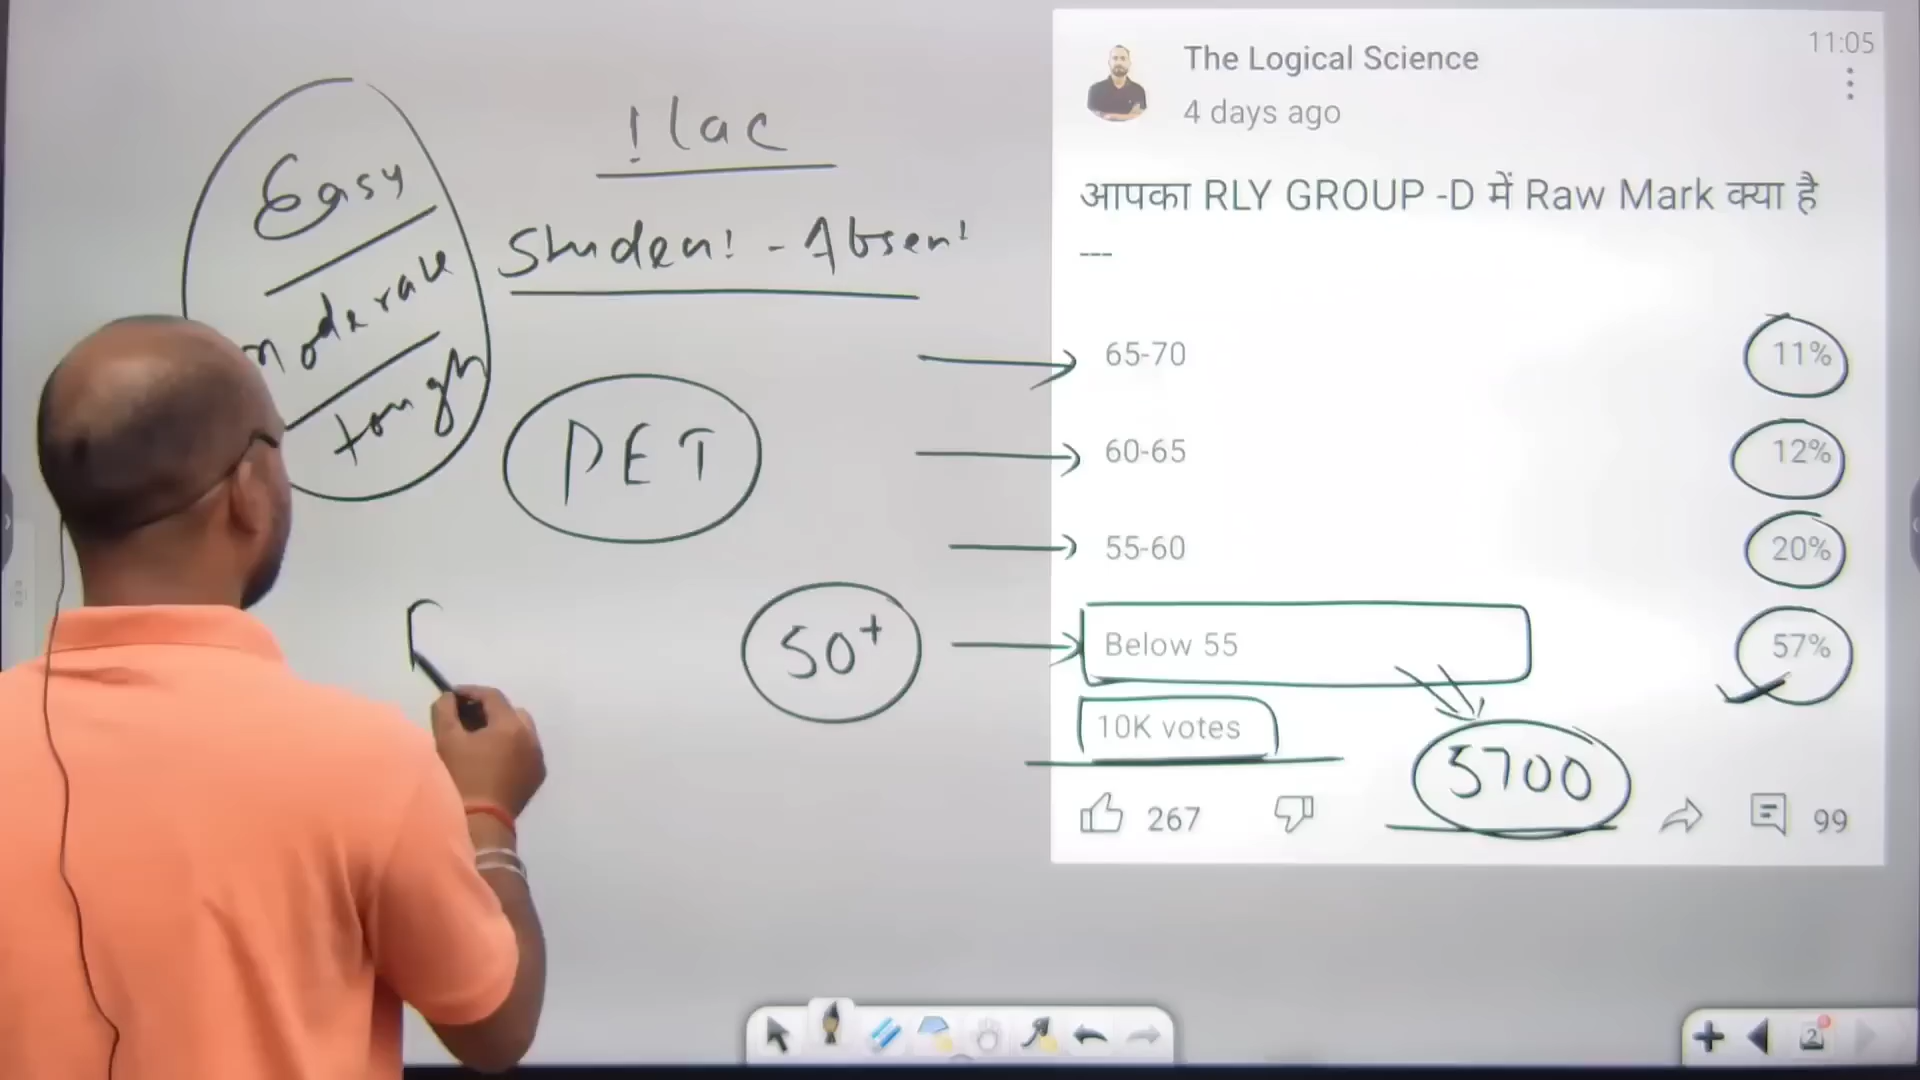 Easy
moderate
tough
1 lac
Student - Absent
PET
50+
11:05
The Logical Science
4 days ago
आपका RLY GROUP -D में Raw Mark क्या है
---
65-70 11%
60-65 12%
55-60 20%
Below 55 57%
10K votes
5700
267
99
2